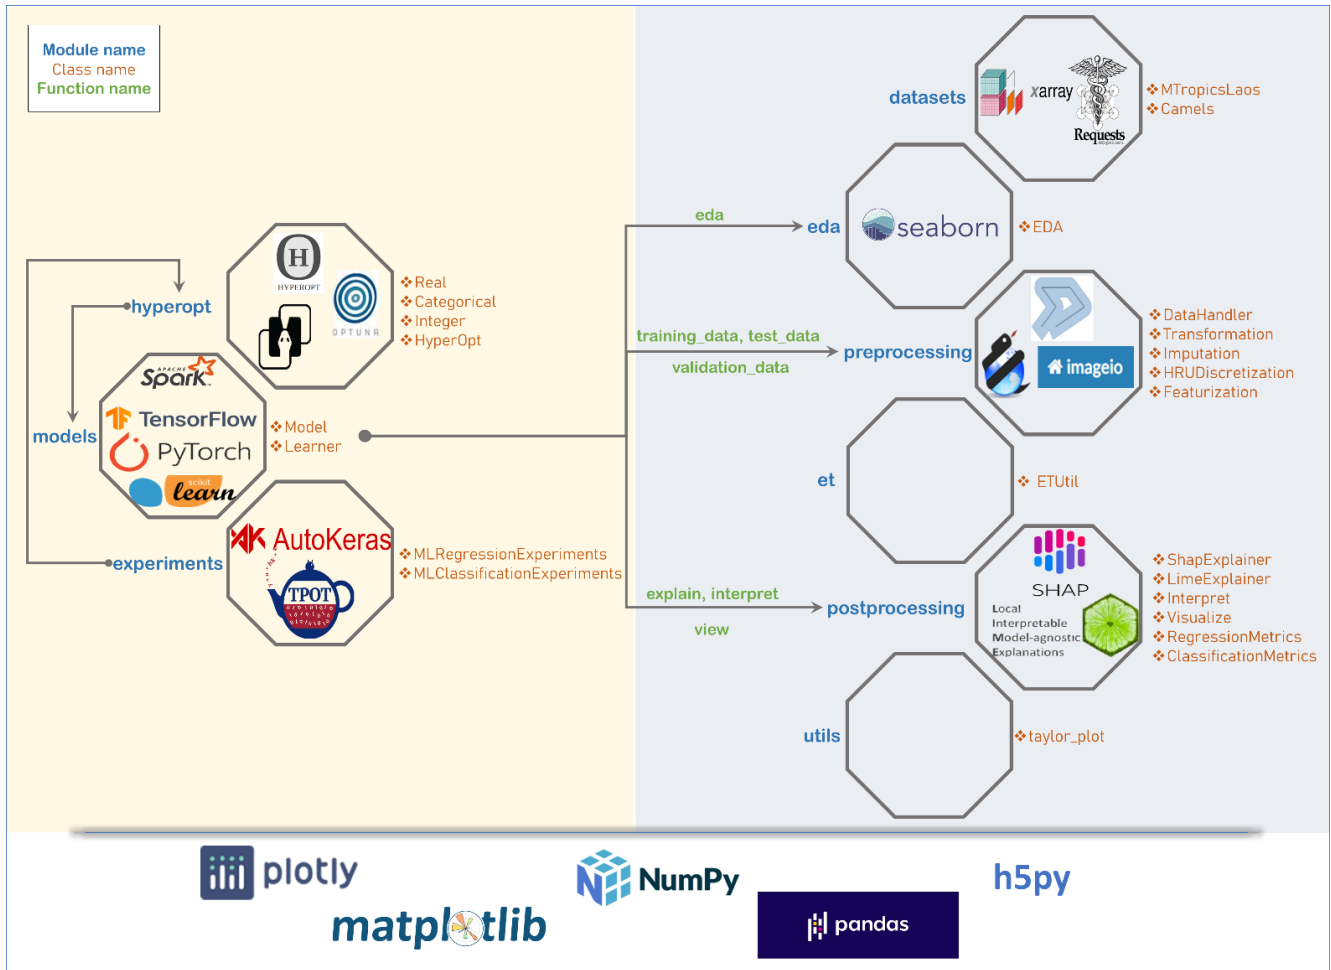 Module name
Class name
Function name
datasets
xarray
Requests
MTropicsLaos
Camels
eda
eda
seaborn
EDA
H
HYPEROPT
OPTUNA
hyperopt
Real
Categorical
Integer
HyperOpt
training_data, test_data
validation_data
preprocessing
imageio
DataHandler
Transformation
Imputation
HRUDiscretization
Featurization
APACHE
Spark
TensorFlow
PyTorch
scikit
learn
models
Model
Learner
et
ETUtil
experiments
AutoKeras
TPOT
MLRegressionExperiments
MLClassificationExperiments
explain, interpret
view
postprocessing
SHAP
Local
Interpretable
Model-agnostic
Explanations
ShapExplainer
LimeExplainer
Interpret
Visualize
RegressionMetrics
ClassificationMetrics
utils
taylor_plot
plotly
NumPy
h5py
matplotlib
pandas